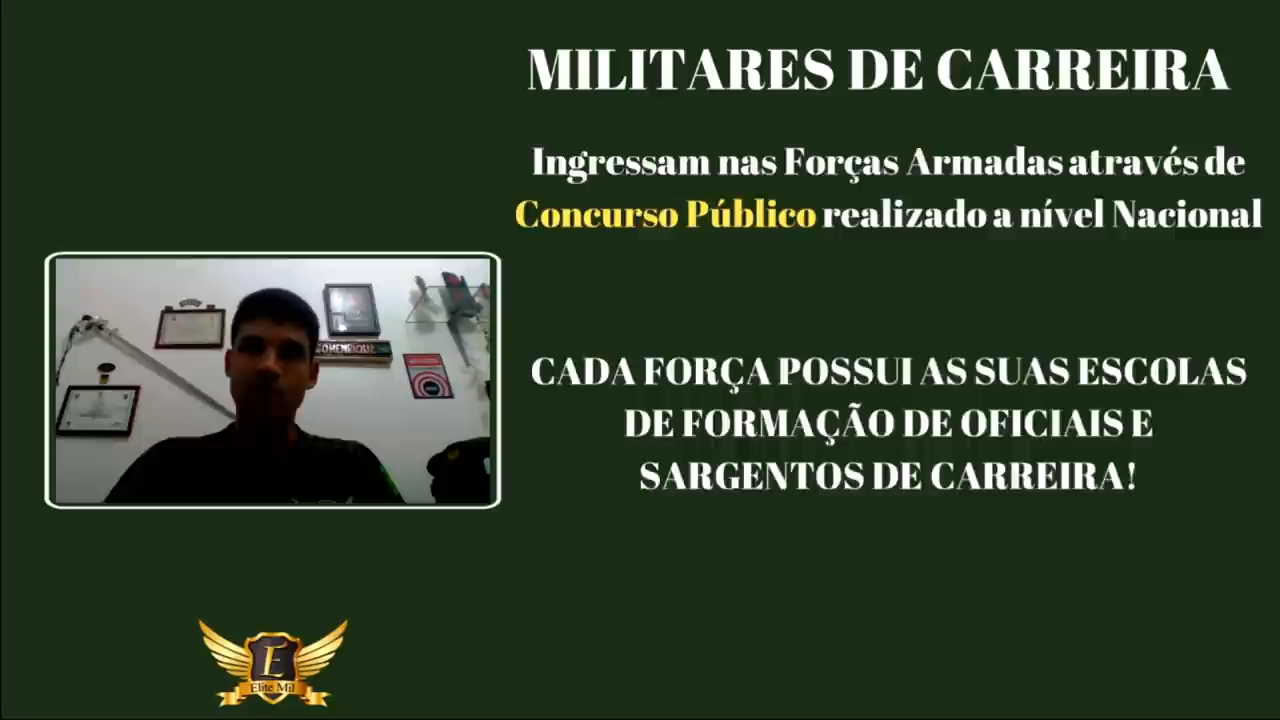 MILITARES DE CARREIRA
Ingressam nas Forças Armadas através de
Concurso Público realizado a nível Nacional
CADA FORÇA POSSUI AS SUAS ESCOLAS
DE FORMAÇÃO DE OFICIAIS E
SARGENTOS DE CARREIRA!
HENRIQUE
E
Elite Mil